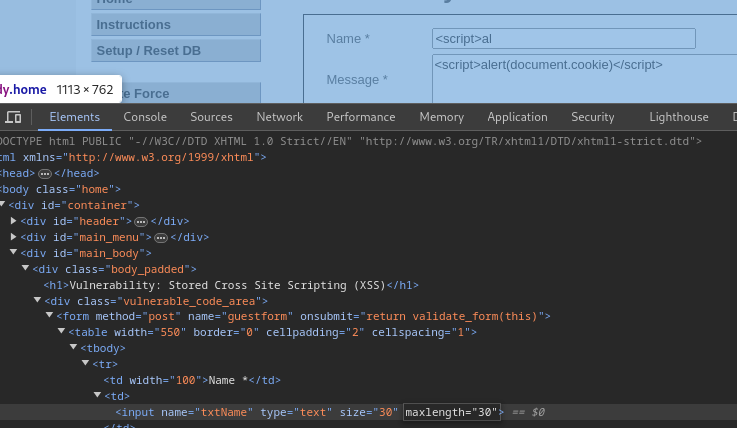 Home
Instructions
Name *
<script>al
Setup / Reset DB
<script>alert(document.cookie)</script>
Message *
dy.home 1113 × 762
te Force
Elements Console Sources Network Performance Memory Application Security Lighthouse
DOCTYPE html PUBLIC "-//W3C//DTD XHTML 1.0 Strict//EN" "http://www.w3.org/TR/xhtml1/DTD/xhtml1-strict.dtd">
tml xmlns="http://www.w3.org/1999/xhtml">
<head> ••• </head>
<body class="home">
<div id="container">
<div id="header"> ••• </div>
<div id="main_menu"> ••• </div>
<div id="main_body">
<div class="body_padded">
<h1>Vulnerability: Stored Cross Site Scripting (XSS)</h1>
<div class="vulnerable_code_area">
<form method="post" name="guestform" onsubmit="return validate_form(this)">
<table width="550" border="0" cellpadding="2" cellspacing="1">
<tbody>
<tr>
<td width="100">Name *</td>
<td>
<input name="txtName" type="text" size="30" maxlength="30"> == $0
</td>